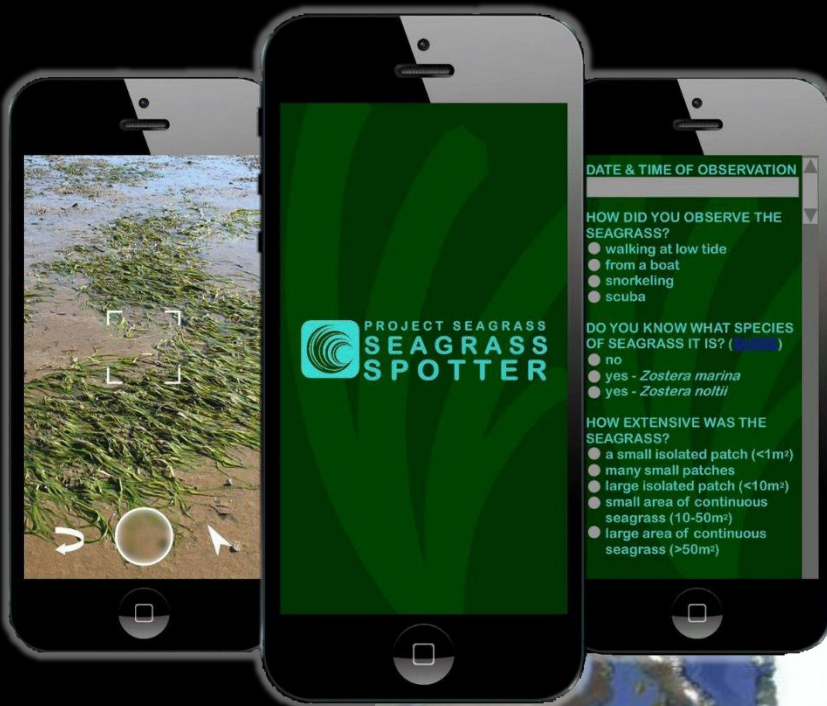 PROJECT SEAGRASS
SEAGRASS
SPOTTER
DATE & TIME OF OBSERVATION
HOW DID YOU OBSERVE THE
SEAGRASS?
walking at low tide
from a boat
snorkeling
scuba
DO YOU KNOW WHAT SPECIES
OF SEAGRASS IT IS? ( )
no
yes - Zostera marina
yes - Zostera noltii
HOW EXTENSIVE WAS THE
SEAGRASS?
a small isolated patch (<1m²)
many small patches
large isolated patch (<10m²)
small area of continuous
seagrass (10-50m²)
large area of continuous
seagrass (>50m²)